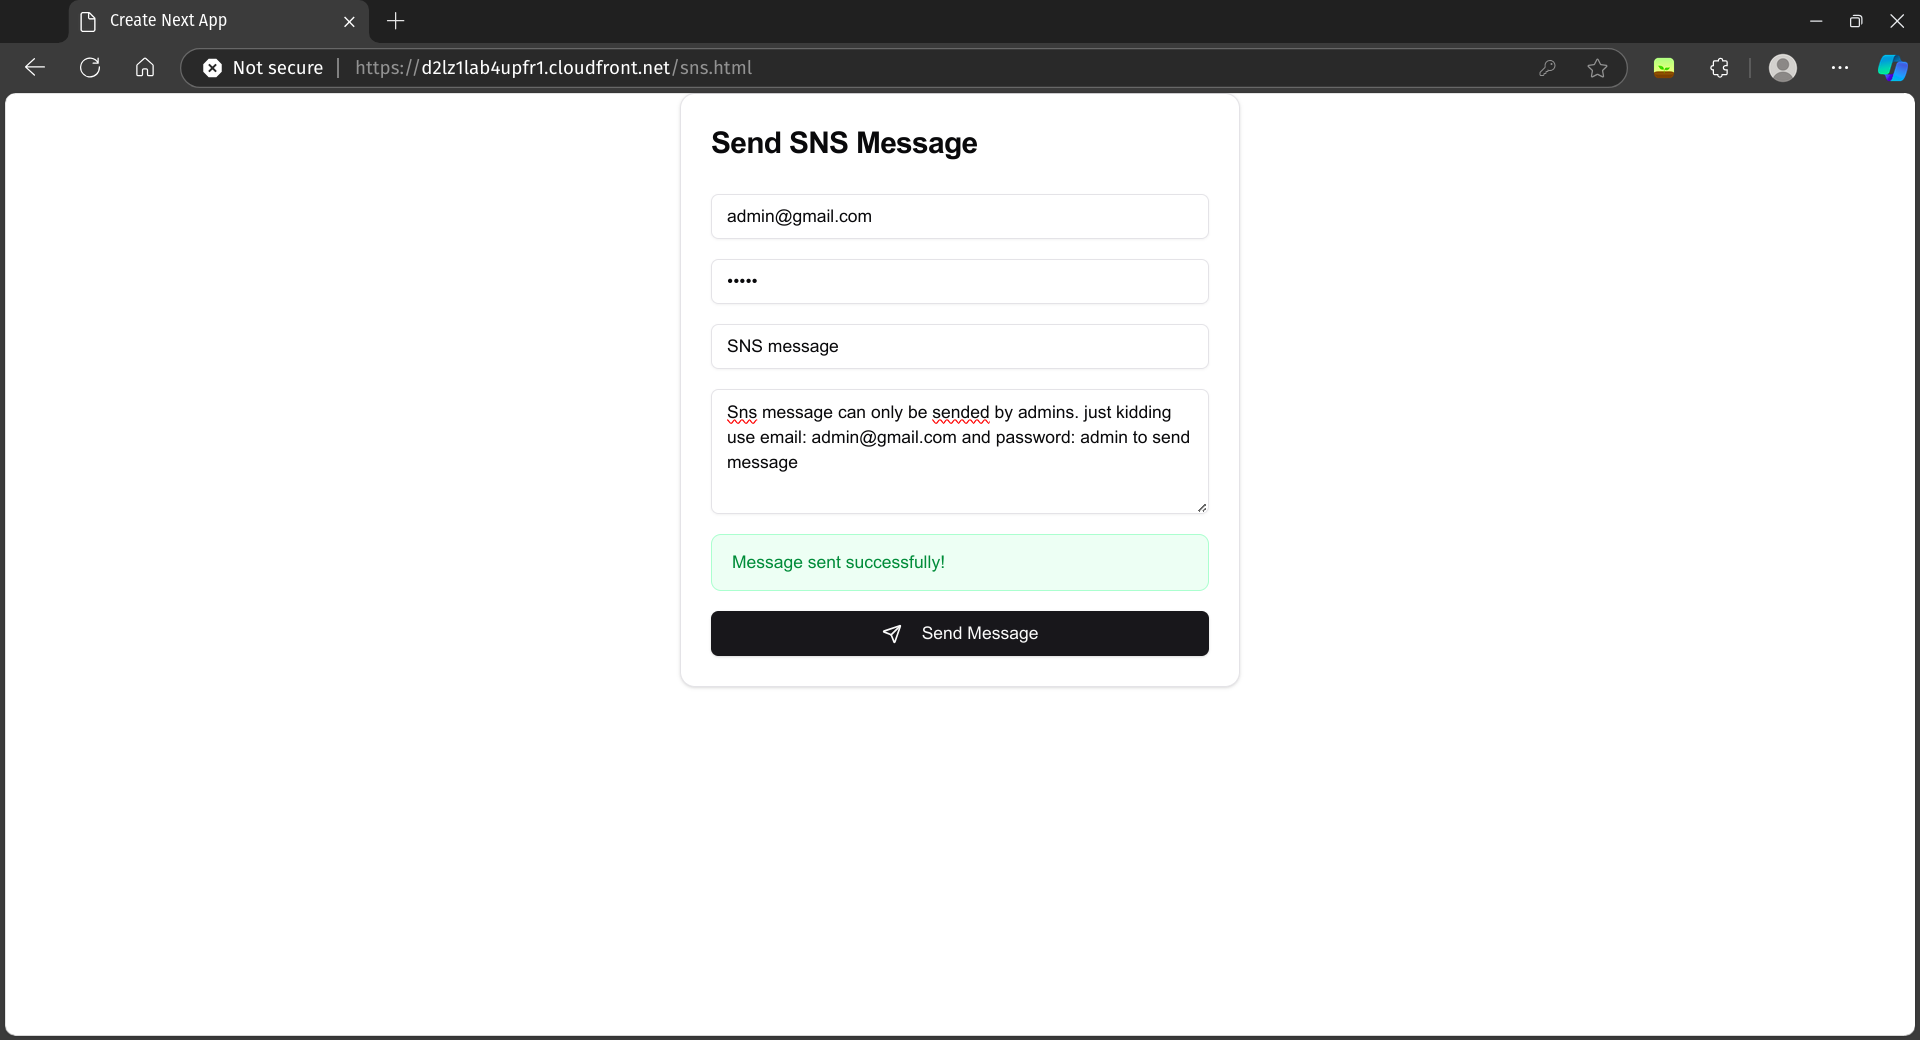 Create Next App
Not secure
https://d2lz1lab4upfr1.cloudfront.net/sns.html
Send SNS Message
admin@gmail.com
•••••
SNS message
Sns message can only be sended by admins. just kidding
use email: admin@gmail.com and password: admin to send
message
Message sent successfully!
Send Message